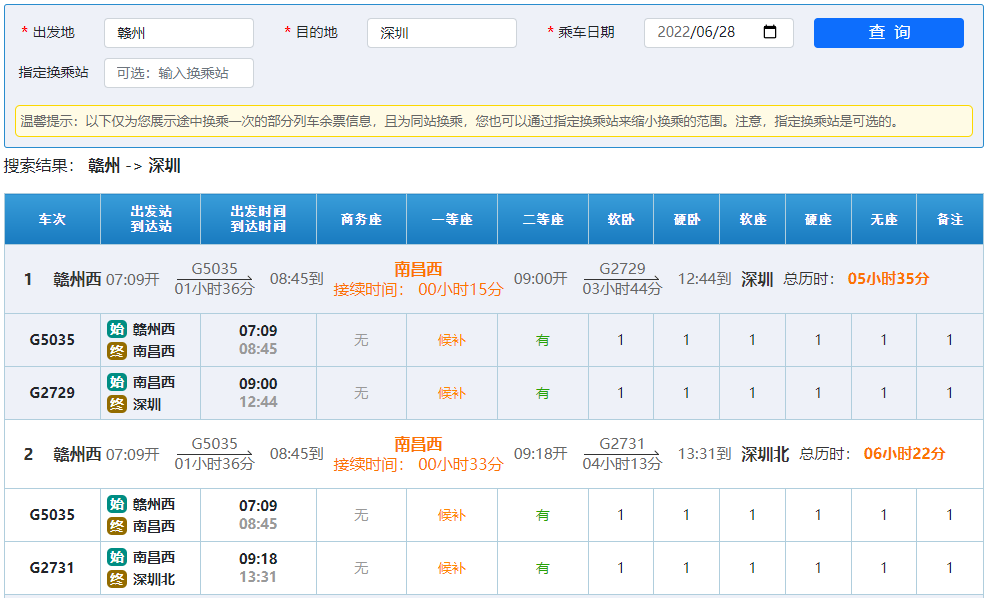 * 出发地 赣州 * 目的地 深圳 * 乘车日期 2022/06/28 查 询
指定换乘站 可选：输入换乘站
温馨提示：以下仅为您展示途中换乘一次的部分列车余票信息，且为同站换乘，您也可以通过指定换乘站来缩小换乘的范围。注意，指定换乘站是可选的。
搜索结果： 赣州 -> 深圳
车次 出发站 出发时间 商务座 一等座 二等座 软卧 硬卧 软座 硬座 无座 备注
到达站 到达时间
1 赣州西 07:09开 G5035 08:45到 南昌西 09:00开 G2729 12:44到 深圳 总历时： 05小时35分
01小时36分 接续时间： 00小时15分 03小时44分
G5035 始 赣州西 07:09 无 候补 有 1 1 1 1 1 1
终 南昌西 08:45
G2729 始 南昌西 09:00 无 候补 有 1 1 1 1 1 1
终 深圳 12:44
2 赣州西 07:09开 G5035 08:45到 南昌西 09:18开 G2731 13:31到 深圳北 总历时： 06小时22分
01小时36分 接续时间： 00小时33分 04小时13分
G5035 始 赣州西 07:09 无 候补 有 1 1 1 1 1 1
终 南昌西 08:45
G2731 始 南昌西 09:18 无 候补 有 1 1 1 1 1 1
终 深圳北 13:31